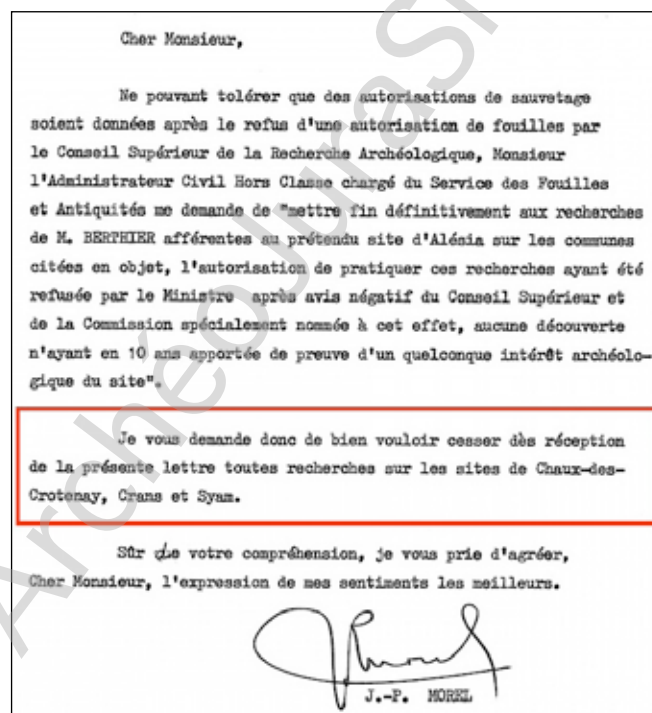 Cher Monsieur,
Ne pouvant tolérer que des autorisations de sauvetage
soient données après le refus d'une autorisation de fouilles par
le Conseil Supérieur de la Recherche Archéologique, Monsieur
l'Administrateur Civil Hors Classe chargé du Service des Fouilles
et Antiquités me demande de "mettre fin définitivement aux recherches
de M. BERTHIER afférentes au prétendu site d'Alésia sur les communes
citées en objet, l'autorisation de pratiquer ces recherches ayant été
refusée par le Ministre après avis négatif du Conseil Supérieur et
de la Commission spécialement nommée à cet effet, aucune découverte
n'ayant en 10 ans apportée de preuve d'un quelconque intérêt archéolo-
gique du site".
Je vous demande donc de bien vouloir cesser dès réception
de la présente lettre toutes recherches sur les sites de Chaux-des-
Crotenay, Crans et Syam.
Sûr de votre compréhension, je vous prie d'agréer,
Cher Monsieur, l'expression de mes sentiments les meilleurs.
J.-P. MOREL